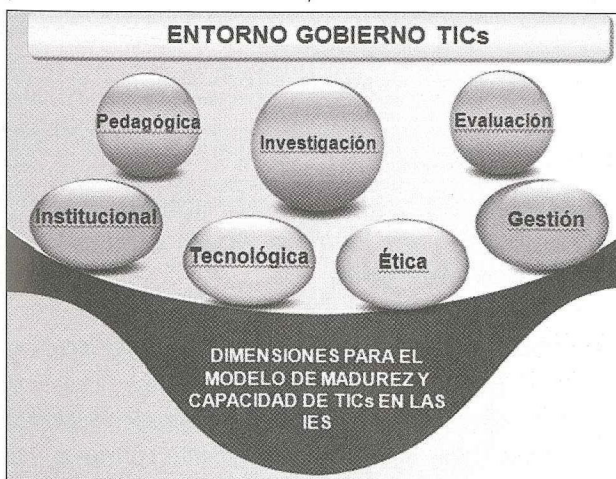 ENTORNO GOBIERNO TICs
Pedagógica
Investigación
Evaluación
Institucional
Tecnológica
Ética
Gestión
DIMENSIONES PARA EL
MODELO DE MADUREZ Y
CAPACIDAD DE TICs EN LAS
IES